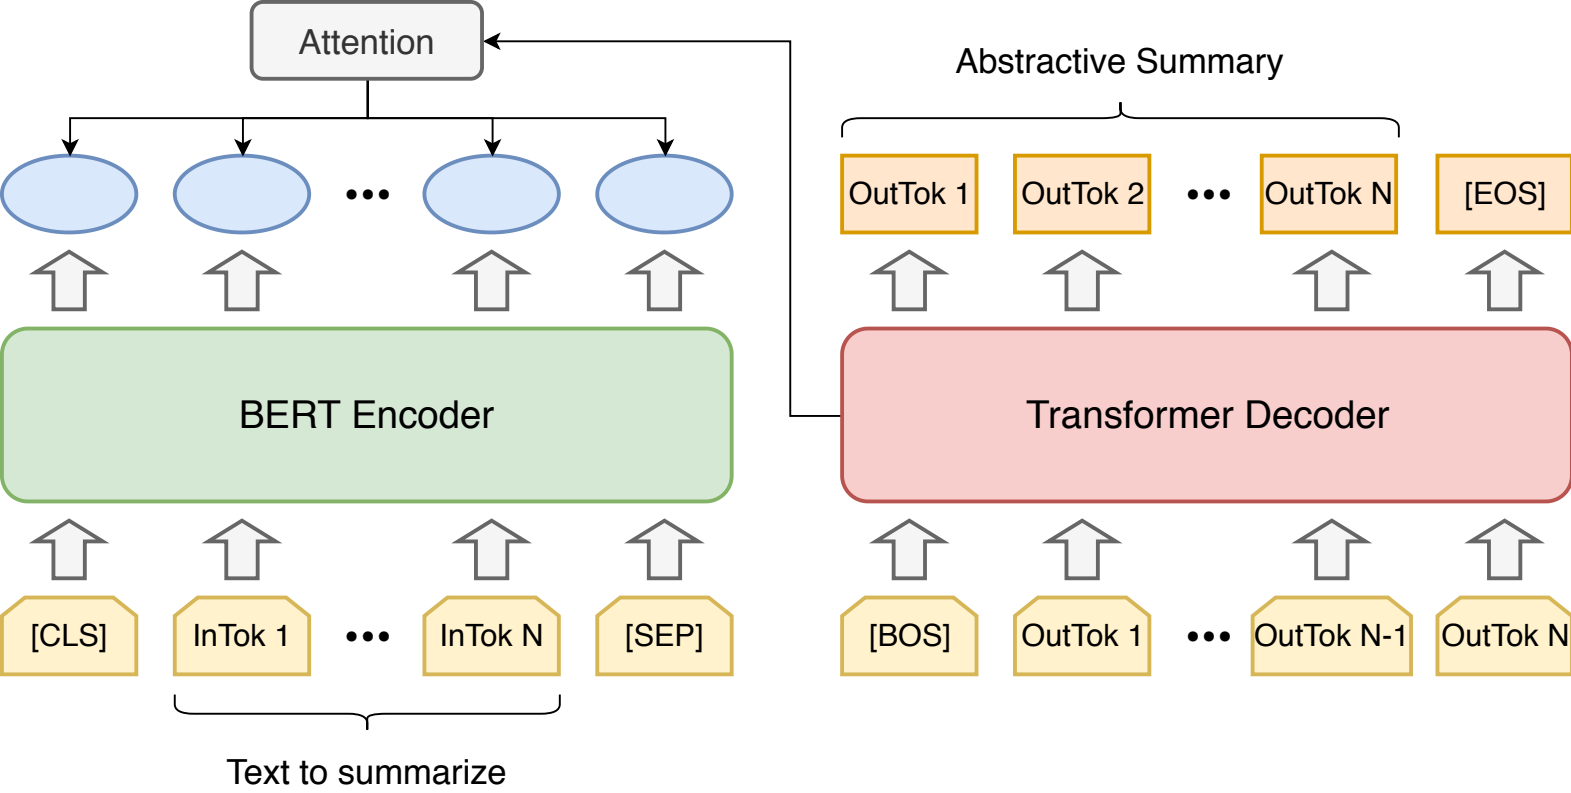 Attention
Abstractive Summary
OutTok 1
OutTok 2
•••
OutTok N
[EOS]
•••
BERT Encoder
Transformer Decoder
[CLS]
InTok 1
•••
InTok N
[SEP]
[BOS]
OutTok 1
•••
OutTok N-1
OutTok N
Text to summarize